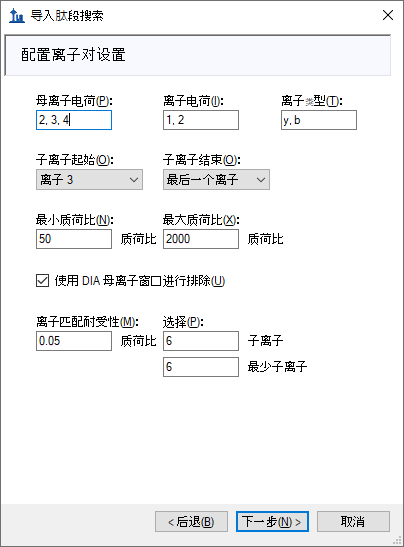 导入肽段搜索
配置离子对设置
母离子电荷(P): 离子电荷(I): 离子类型(T):
2, 3, 4 1, 2 y, b
子离子起始(O): 子离子结束(O):
离子 3 最后一个离子
最小质荷比(N): 最大质荷比(X):
50 质荷比 2000 质荷比
使用 DIA 母离子窗口进行排除(U)
离子匹配耐受性(M): 选择(P):
0.05 质荷比 6 子离子
6 最少子离子
< 后退(B) 下一步(N) > 取消